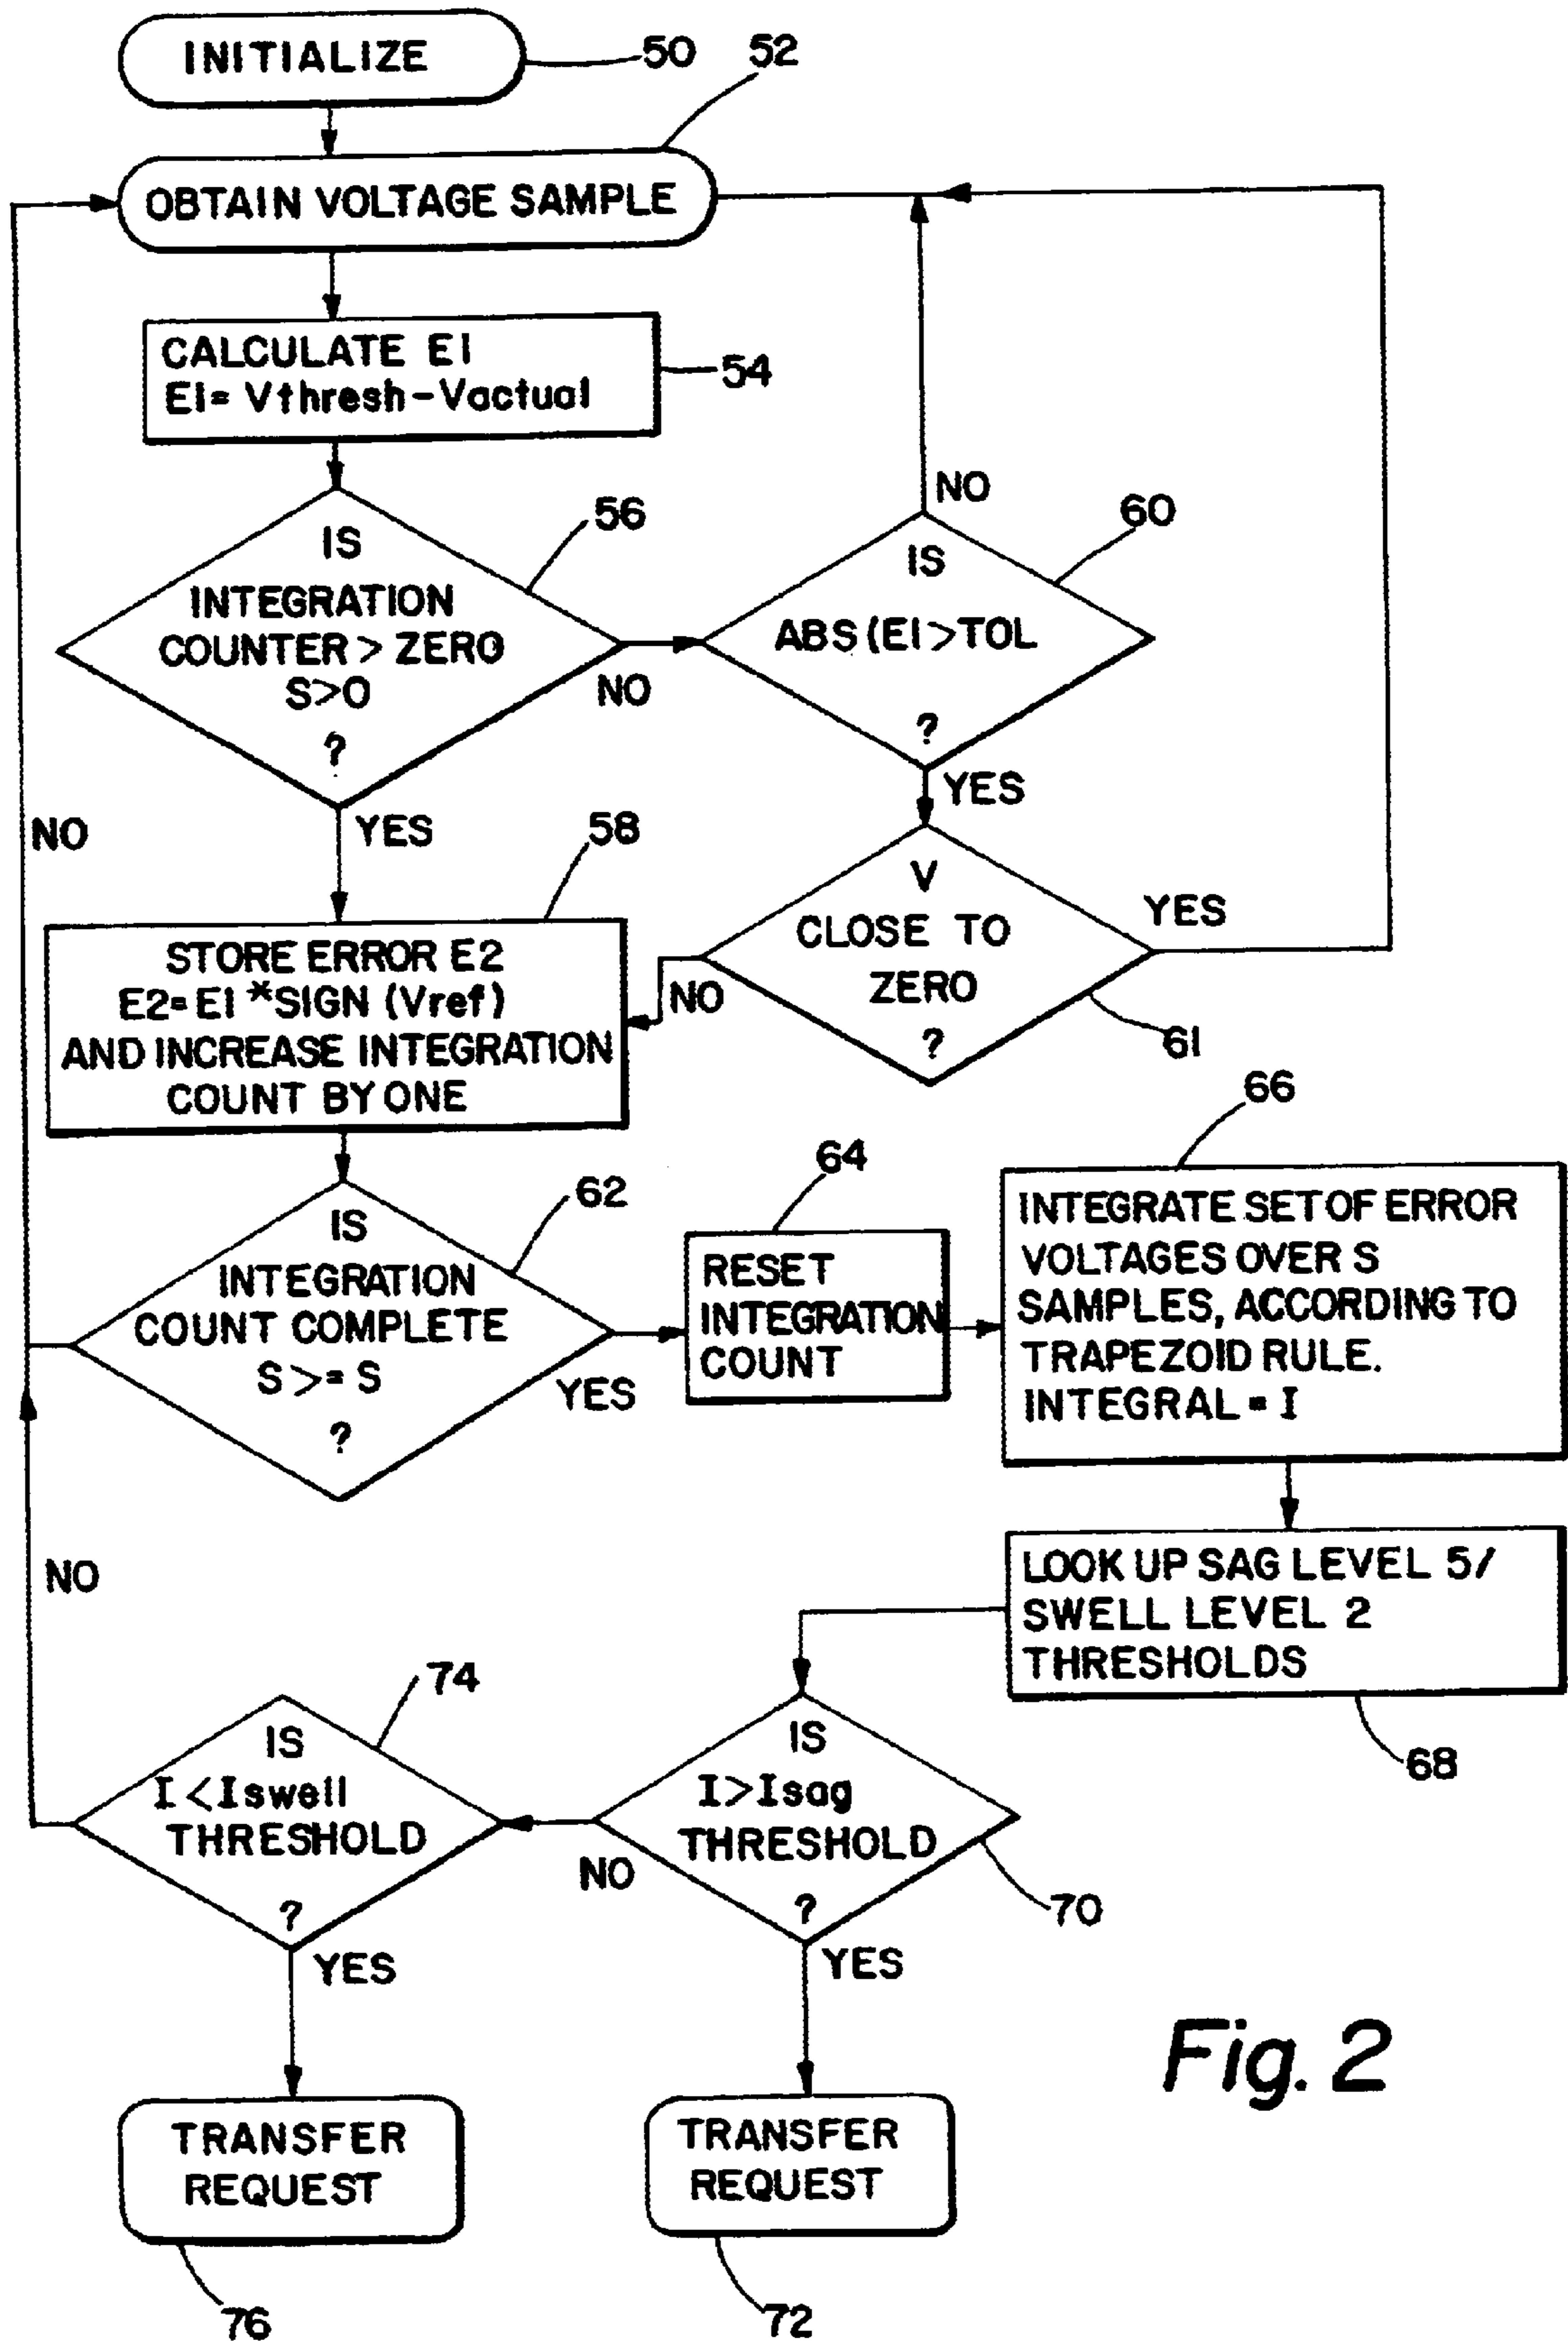 INITIALIZE
50
52
OBTAIN VOLTAGE SAMPLE
CALCULATE E1
E1= Vthresh-Vactual
54
IS
INTEGRATION
COUNTER > ZERO
S>0
?
56
NO
YES
NO
IS
ABS (E1 >TOL
?
60
YES
V
CLOSE TO
ZERO
?
YES
NO
61
NO
58
STORE ERROR E2
E2=E1 *SIGN (Vref)
AND INCREASE INTEGRATION
COUNT BY ONE
IS
INTEGRATION
COUNT COMPLETE
S >= S
?
62
YES
64
RESET
INTEGRATION
COUNT
66
INTEGRATE SET OF ERROR
VOLTAGES OVER S
SAMPLES, ACCORDING TO
TRAPEZOID RULE.
INTEGRAL = I
LOOK UP SAG LEVEL 5/
SWELL LEVEL 2
THRESHOLDS
68
NO
IS
I<Iswell
THRESHOLD
?
74
YES
NO
IS
I>Isag
THRESHOLD
?
70
YES
TRANSFER
REQUEST
76
TRANSFER
REQUEST
72
Fig. 2